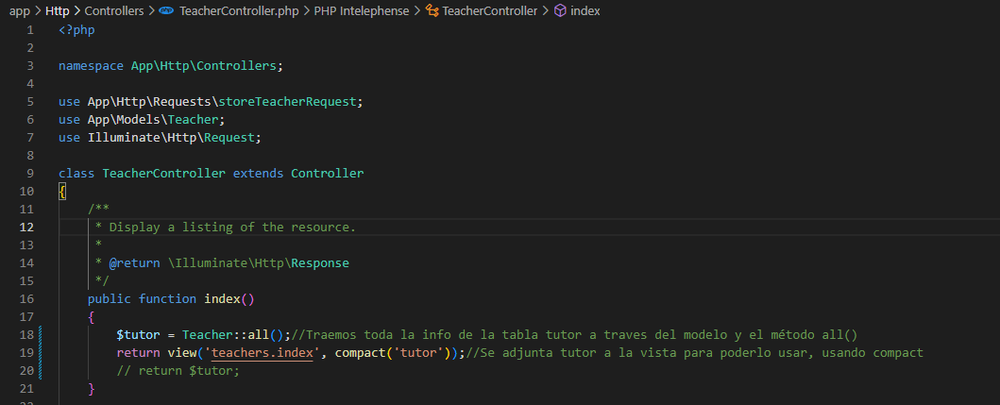 app > Http > Controllers > php TeacherController.php > PHP Intelephense > TeacherController > index
1 <?php
2
3 namespace App\Http\Controllers;
4
5 use App\Http\Requests\storeTeacherRequest;
6 use App\Models\Teacher;
7 use Illuminate\Http\Request;
8
9 class TeacherController extends Controller
10 {
11 /**
12 * Display a listing of the resource.
13 *
14 * @return \Illuminate\Http\Response
15 */
16 public function index()
17 {
18 $tutor = Teacher::all();//Traemos toda la info de la tabla tutor a traves del modelo y el método all()
19 return view('teachers.index', compact('tutor'));//Se adjunta tutor a la vista para poderlo usar, usando compact
20 // return $tutor;
21 }
22